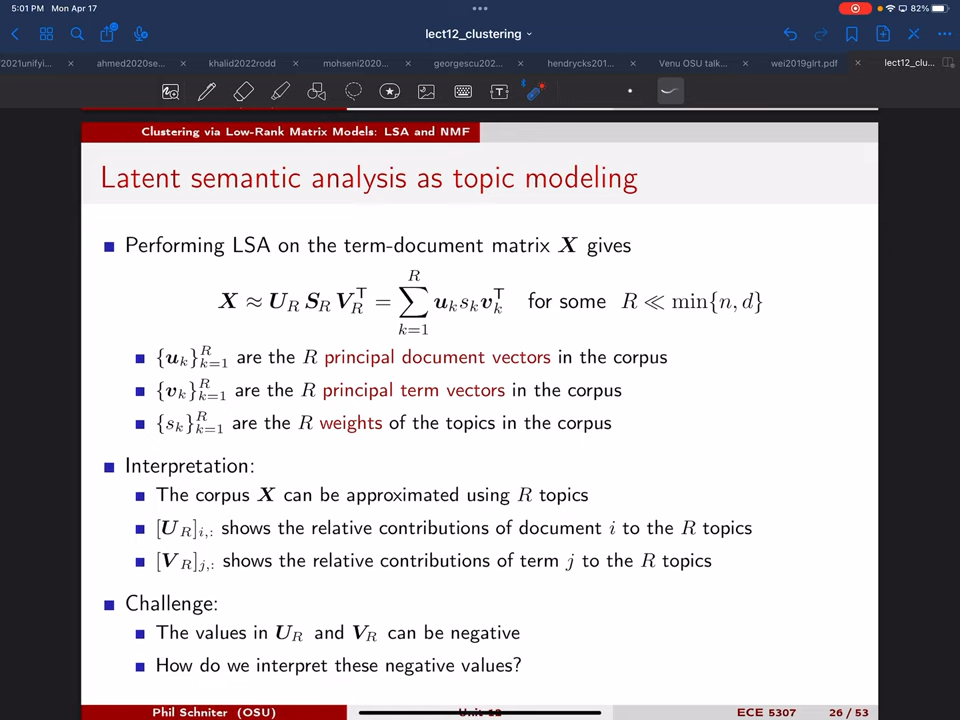 5:01 PM Mon Apr 17
82%
lect12_clustering
'2021unifyi...
ahmed2020se...
khalid2022rodd
mohseni2020...
georgescu202...
hendrycks201...
Venu OSU talk...
wei2019glrt.pdf
lect12_clu...
Clustering via Low-Rank Matrix Models: LSA and NMF
Latent semantic analysis as topic modeling
Performing LSA on the term-document matrix X gives
X ≈ U_R S_R V_R^T = ∑_{k=1}^{R} u_k s_k v_k^T for some R ≪ min{n, d}
{u_k}_{k=1}^R are the R principal document vectors in the corpus
{v_k}_{k=1}^R are the R principal term vectors in the corpus
{s_k}_{k=1}^R are the R weights of the topics in the corpus
Interpretation:
The corpus X can be approximated using R topics
[U_R]_{i,:} shows the relative contributions of document i to the R topics
[V_R]_{j,:} shows the relative contributions of term j to the R topics
Challenge:
The values in U_R and V_R can be negative
How do we interpret these negative values?
Phil Schniter (OSU)
Unit 12
ECE 5307
26 / 53